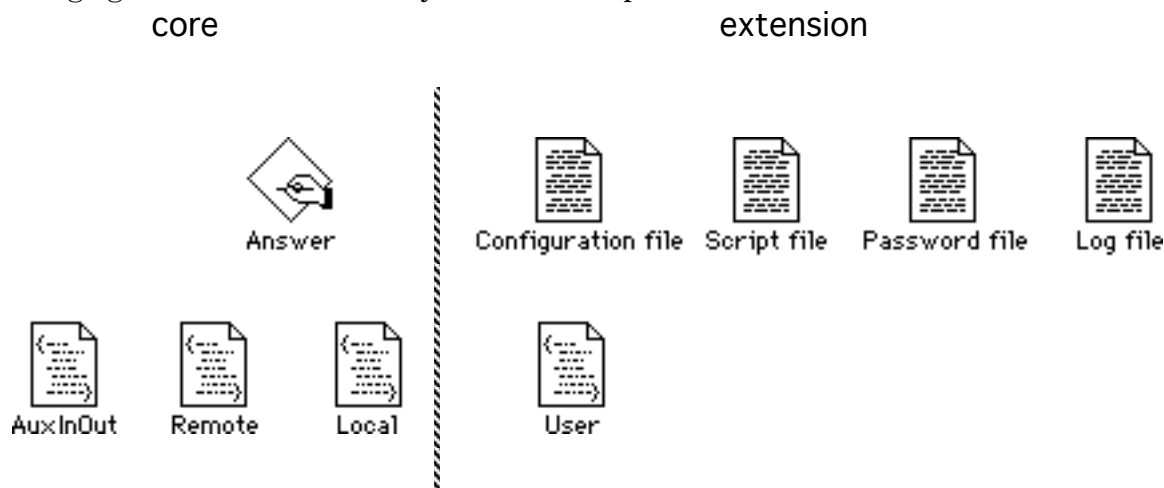 core extension
Answer Configuration file Script file Password file Log file
AuxInOut Remote Local User